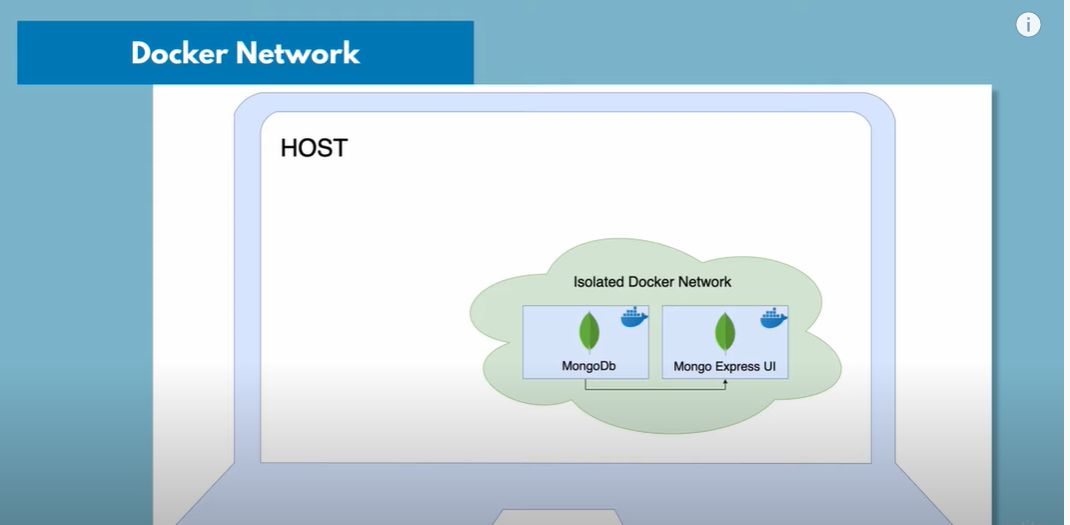 Docker Network
i
HOST
Isolated Docker Network
MongoDb
Mongo Express UI